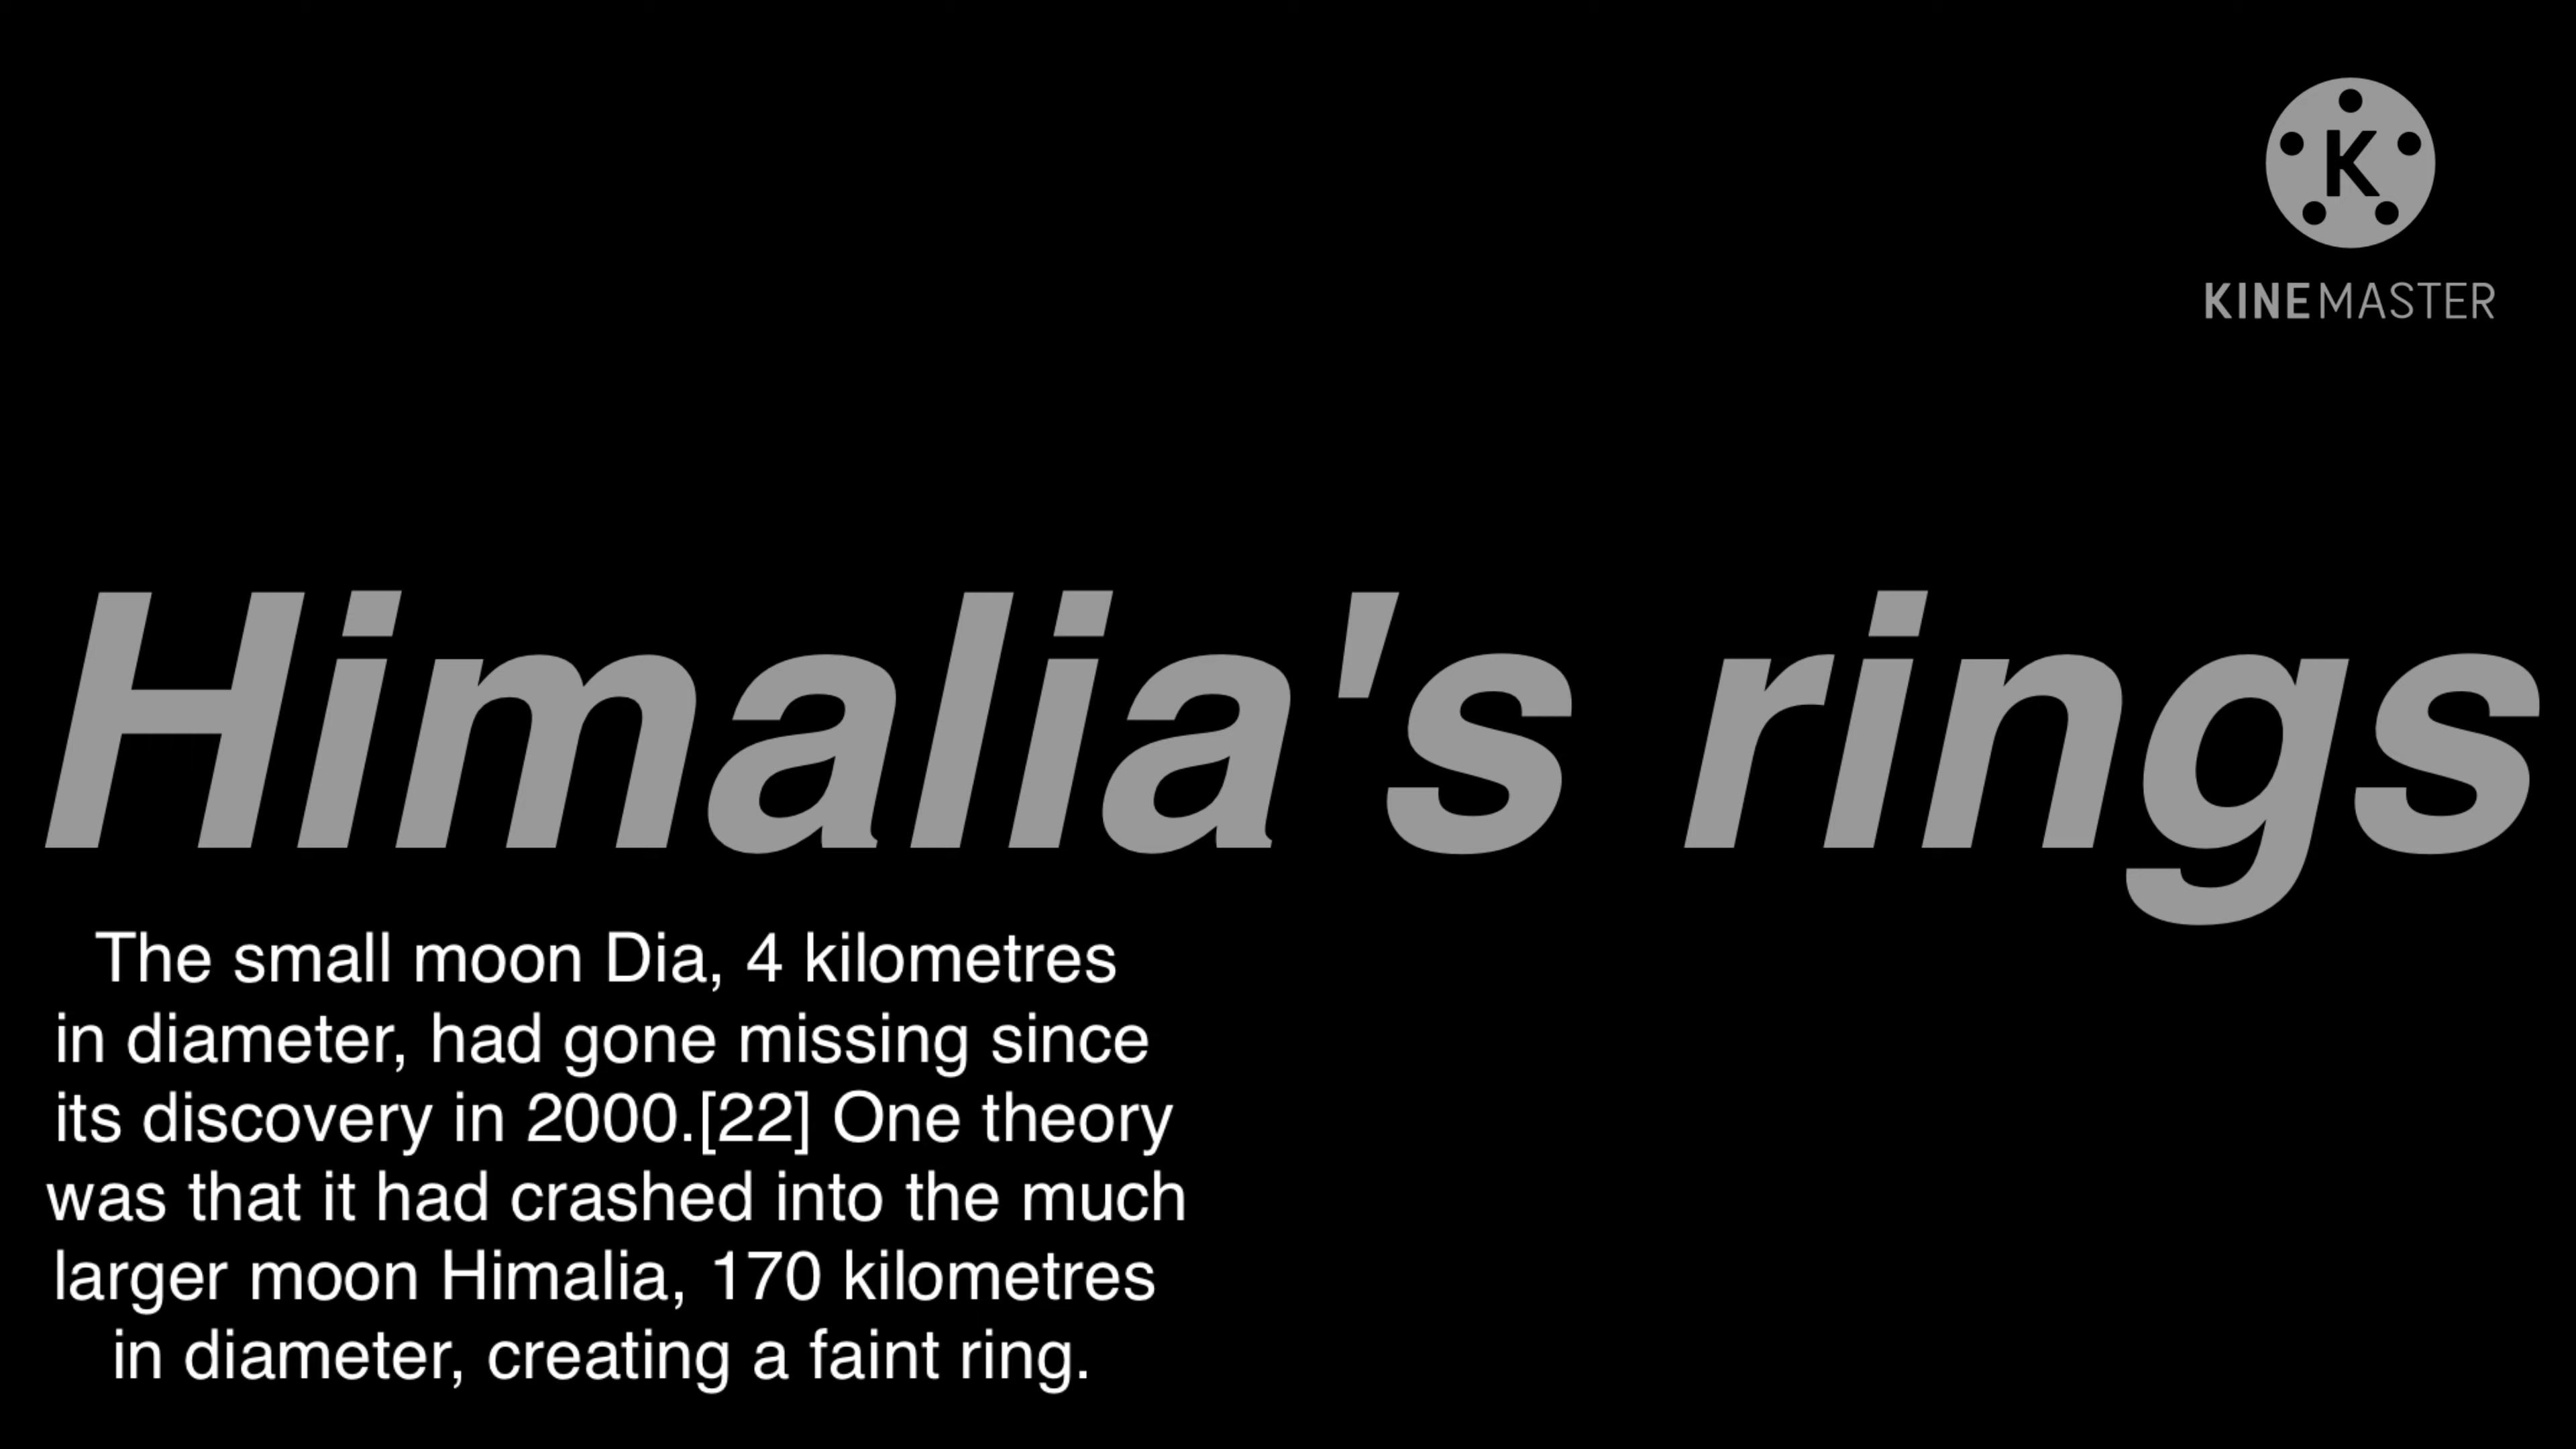 K
KINEMASTER
Himalia's rings
The small moon Dia, 4 kilometres
in diameter, had gone missing since
its discovery in 2000.[22] One theory
was that it had crashed into the much
larger moon Himalia, 170 kilometres
in diameter, creating a faint ring.